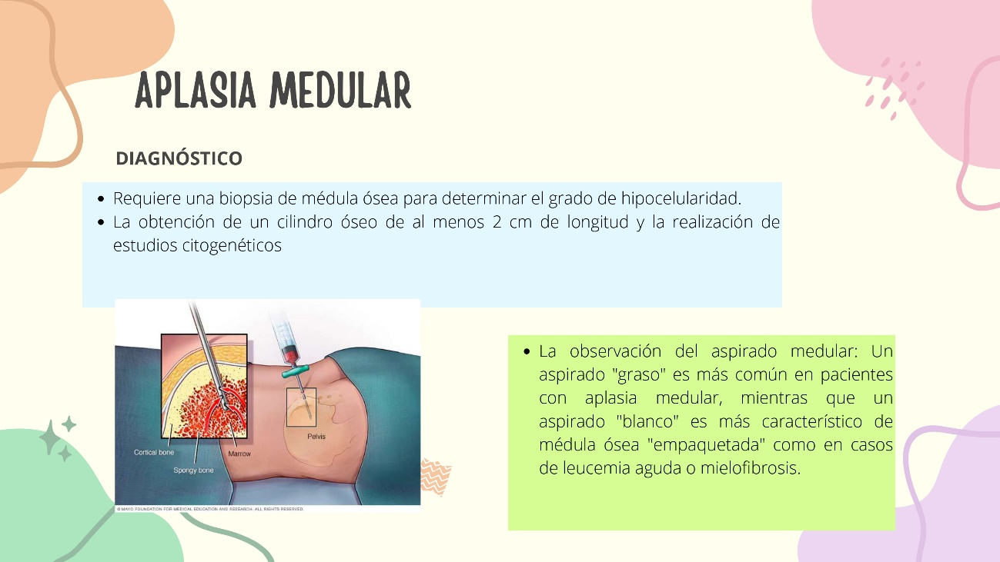 APLASIA MEDULAR
DIAGNÓSTICO
• Requiere una biopsia de médula ósea para determinar el grado de hipocelularidad.
• La obtención de un cilindro óseo de al menos 2 cm de longitud y la realización de
estudios citogenéticos
Cortical bone
Spongy bone
Marrow
Pelvis
© MAYO FOUNDATION FOR MEDICAL EDUCATION AND RESEARCH. ALL RIGHTS RESERVED.
• La observación del aspirado medular: Un
aspirado "graso" es más común en pacientes
con aplasia medular, mientras que un
aspirado "blanco" es más característico de
médula ósea "empaquetada" como en casos
de leucemia aguda o mielofibrosis.